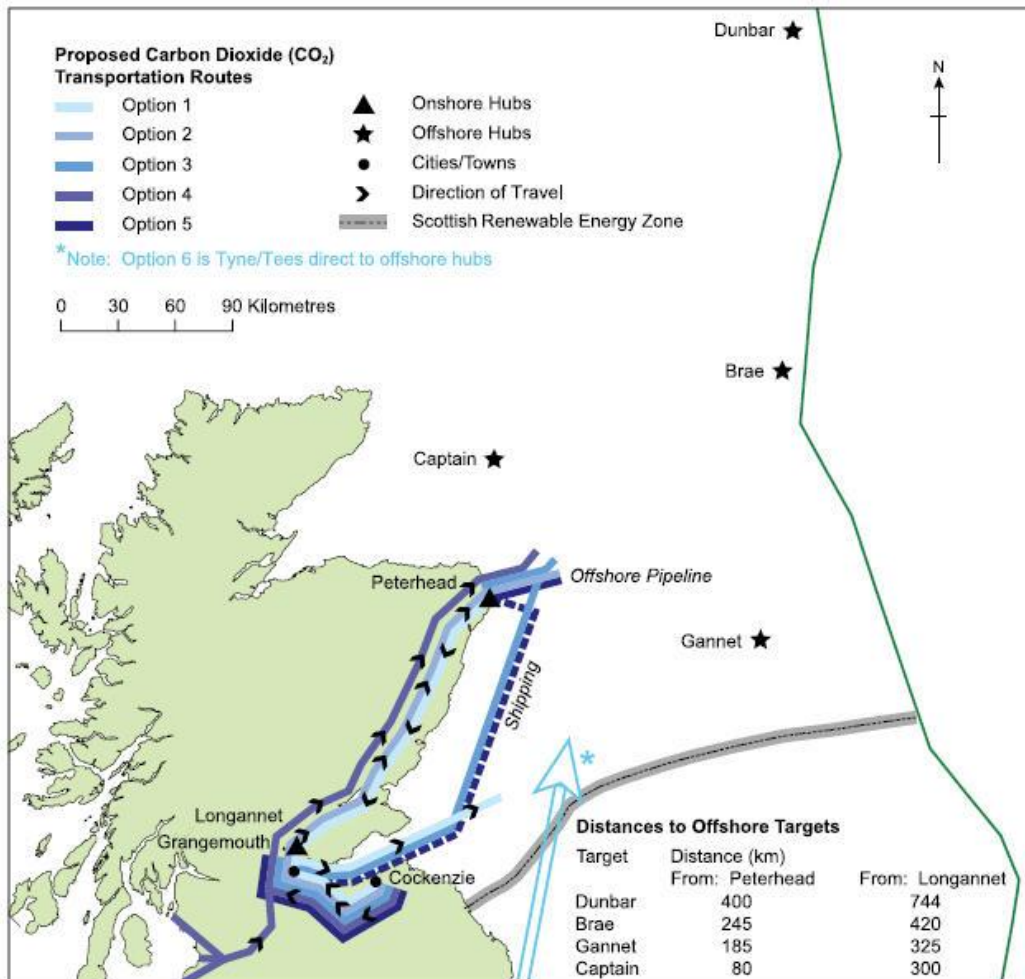 Proposed Carbon Dioxide (CO₂)
Transportation Routes
Option 1
Option 2
Option 3
Option 4
Option 5
Onshore Hubs
Offshore Hubs
Cities/Towns
Direction of Travel
Scottish Renewable Energy Zone
*Note: Option 6 is Tyne/Tees direct to offshore hubs
0 30 60 90 Kilometres
N
Dunbar
Brae
Captain
Peterhead
Offshore Pipeline
Gannet
Shipping
*
Longannet
Grangemouth
Cockenzie
Distances to Offshore Targets
Target Distance (km)
From: Peterhead From: Longannet
Dunbar 400 744
Brae 245 420
Gannet 185 325
Captain 80 300